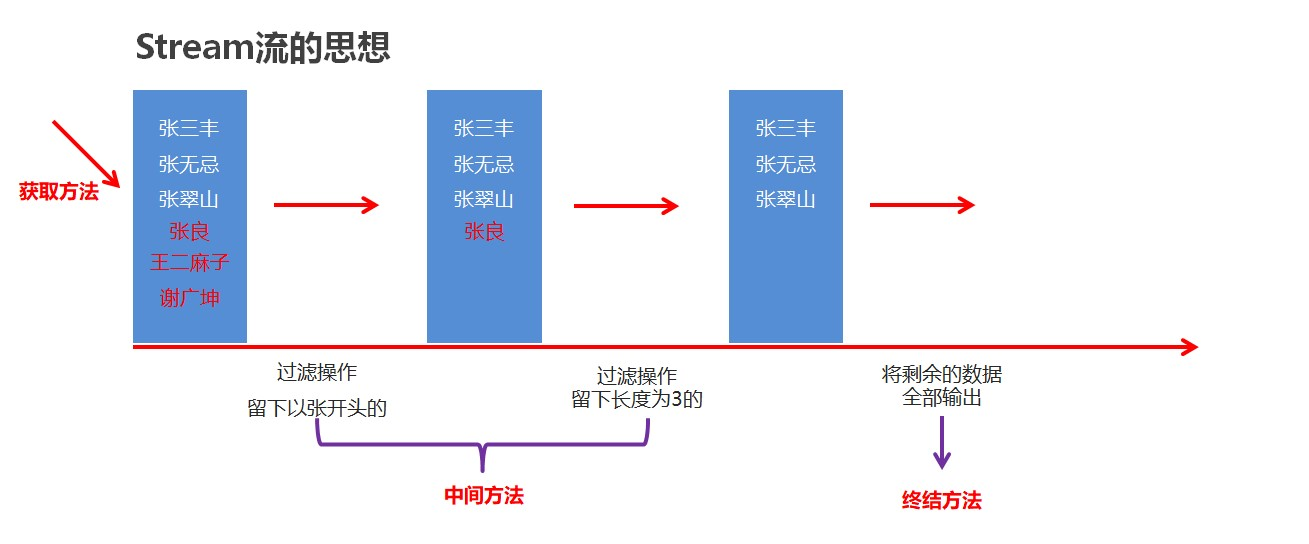 Stream流的思想
获取方法
张三丰
张无忌
张翠山
张良
王二麻子
谢广坤
张三丰
张无忌
张翠山
张良
张三丰
张无忌
张翠山
过滤操作
留下以张开头的
过滤操作
留下长度为3的
将剩余的数据
全部输出
中间方法
终结方法